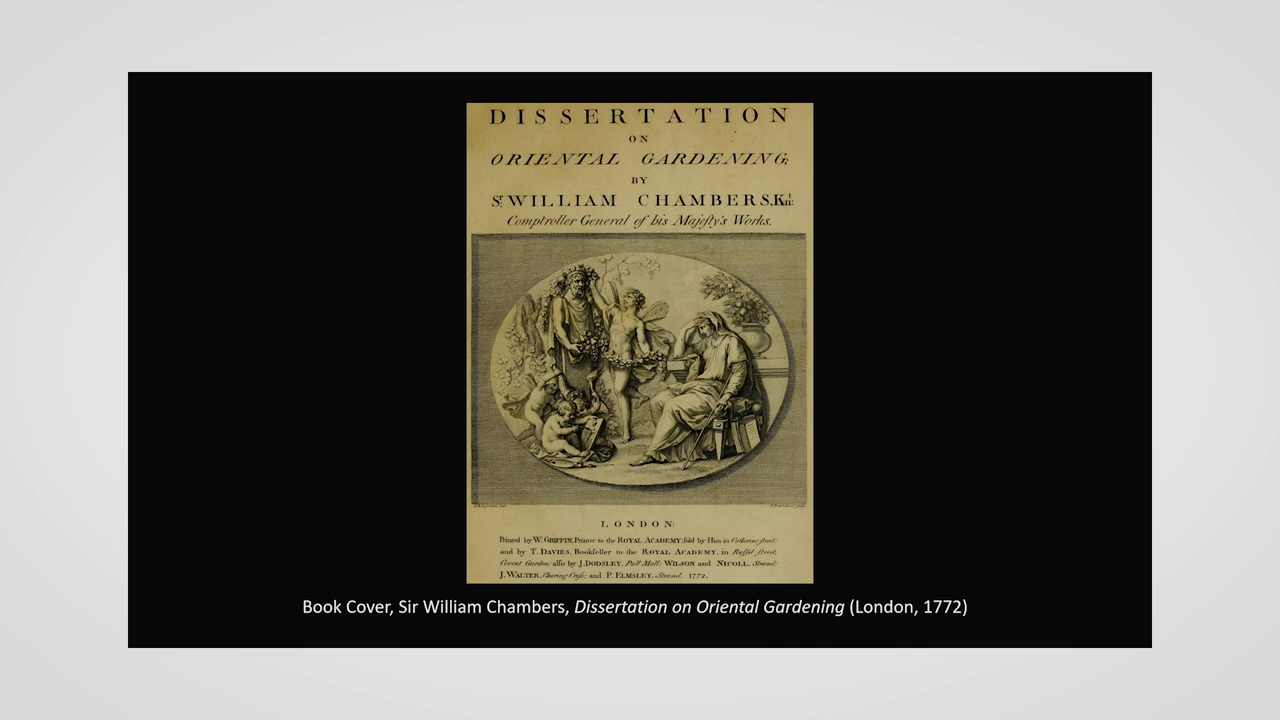 DISSERTATION
ON
ORIENTAL GARDENING;
BY
Sr. WILLIAM CHAMBERS, Knt:
Comptroller General of his Majesty's Works.
LONDON:
Printed by W. GRIFFIN, Printer to the ROYAL ACADEMY; sold by Him in Catherine street;
and by T. DAVIES, Bookseller to the ROYAL ACADEMY, in Russel street,
Covent Garden: also by J. DODSLEY, Pall Mall; WILSON and NICOLL, Strand;
J. WALTER, Charing Cross; and P. ELMSLEY, Strand. 1772.
Book Cover, Sir William Chambers, Dissertation on Oriental Gardening (London, 1772)